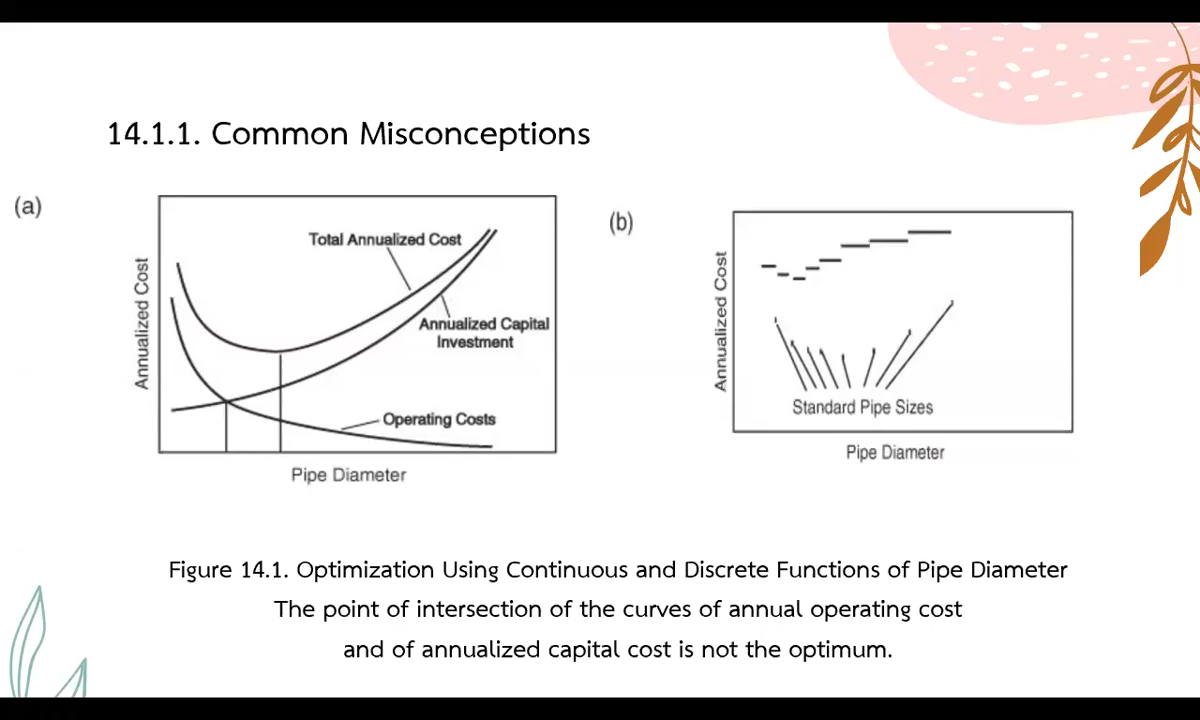 14.1.1. Common Misconceptions
(a)
Total Annualized Cost
Annualized Capital
Investment
Operating Costs
Annualized Cost
Pipe Diameter
(b)
Annualized Cost
Standard Pipe Sizes
Pipe Diameter
Figure 14.1. Optimization Using Continuous and Discrete Functions of Pipe Diameter
The point of intersection of the curves of annual operating cost
and of annualized capital cost is not the optimum.